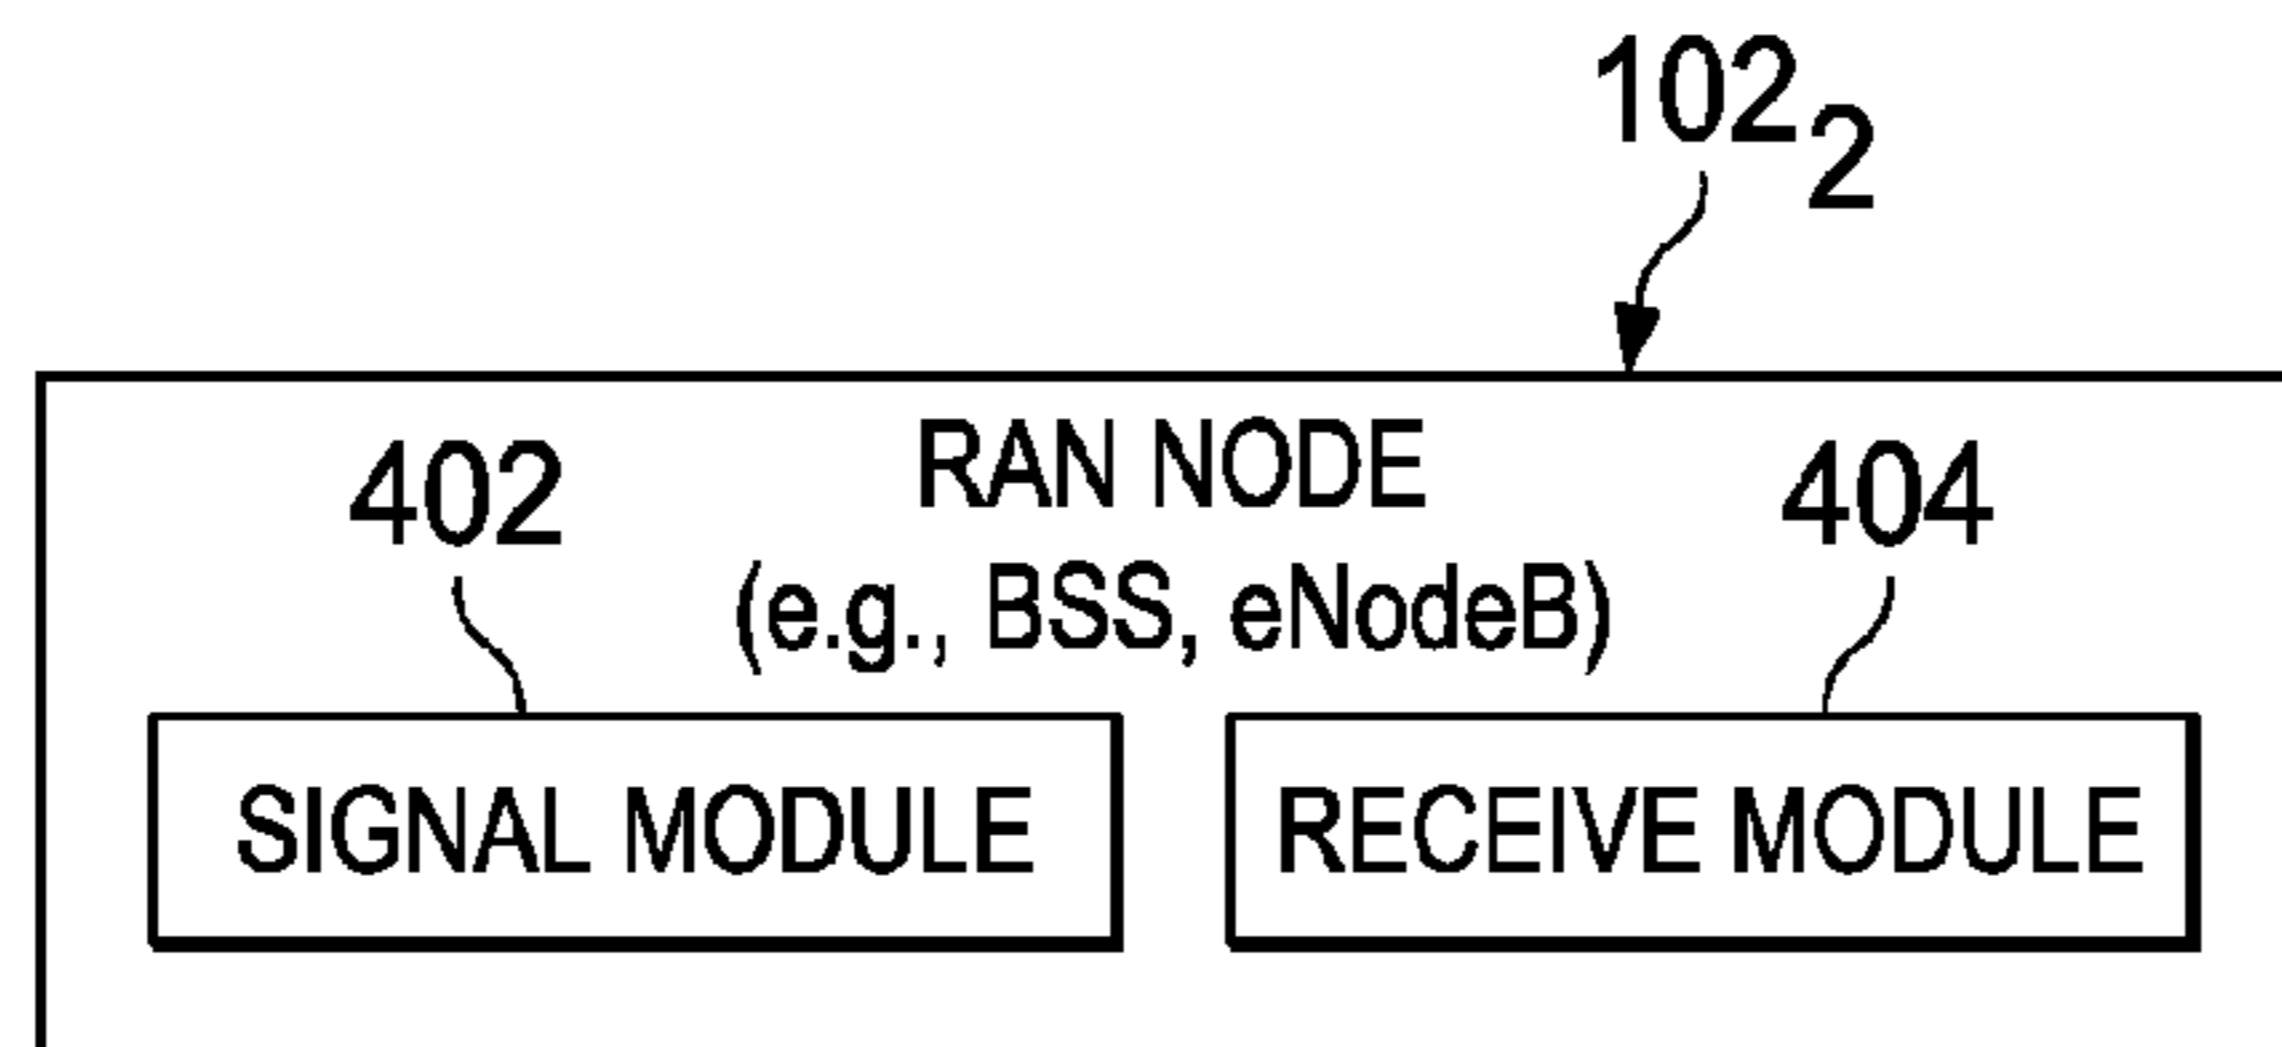 102₂
RAN NODE
402
404
(e.g., BSS, eNodeB)
SIGNAL MODULE
RECEIVE MODULE